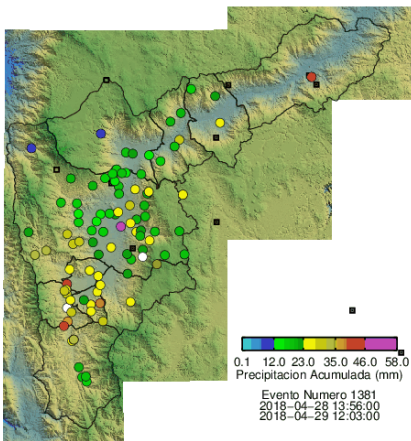 0.1 12.0 23.0 35.0 46.0 58.0
Precipitacion Acumulada (mm)
Evento Numero 1381
2018-04-28 13:56:00
2018-04-29 12:03:00